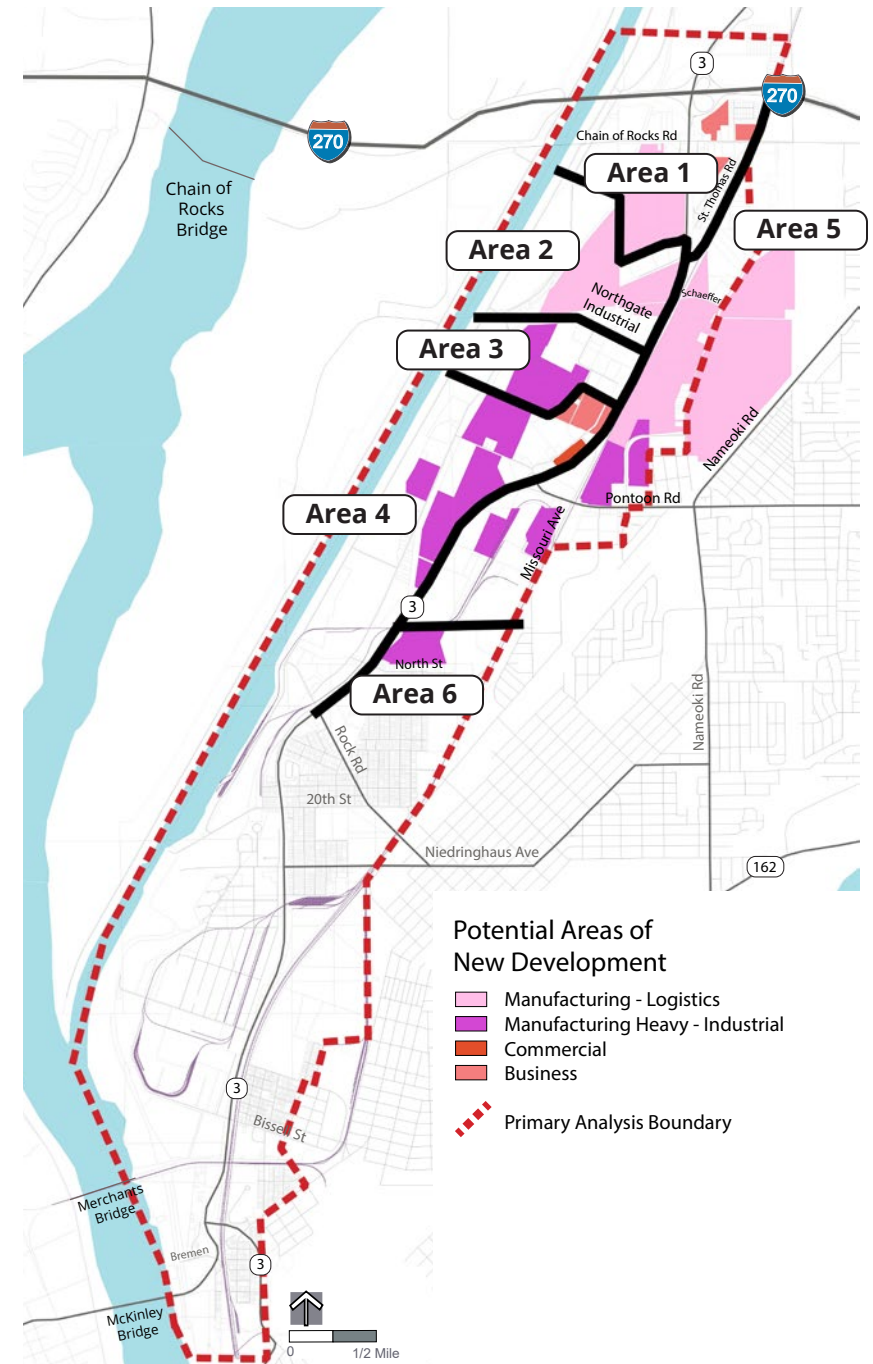 3
270
270
Chain of Rocks Rd
Area 1
St. Thomas Rd
Chain of
Rocks
Bridge
Area 5
Area 2
Schaeffer
Northgate
Industrial
Area 3
Nameoki Rd
Pontoon Rd
Area 4
Missouri Ave
3
North St
Area 6
Nameoki Rd
Rock Rd
20th St
Niedringhaus Ave
162
Potential Areas of
New Development
Manufacturing - Logistics
Manufacturing Heavy - Industrial
Commercial
Business
Primary Analysis Boundary
3
Bissell St
Merchants
Bridge
Bremen
3
McKinley
Bridge
0
1/2 Mile